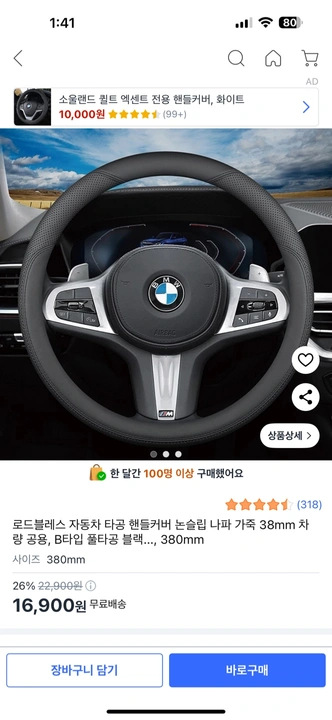 1:41
80
AD
소울랜드 퀼트 엑센트 전용 핸들커버, 화이트
10,000원 (99+)
BMW
상품상세 >
한 달간 100명 이상 구매했어요
(318)
로드블레스 자동차 타공 핸들커버 논슬립 나파 가죽 38mm 차
량 공용, B타입 풀타공 블랙..., 380mm
사이즈 380mm
26% 22,900원
16,900원 무료배송
장바구니 담기
바로구매